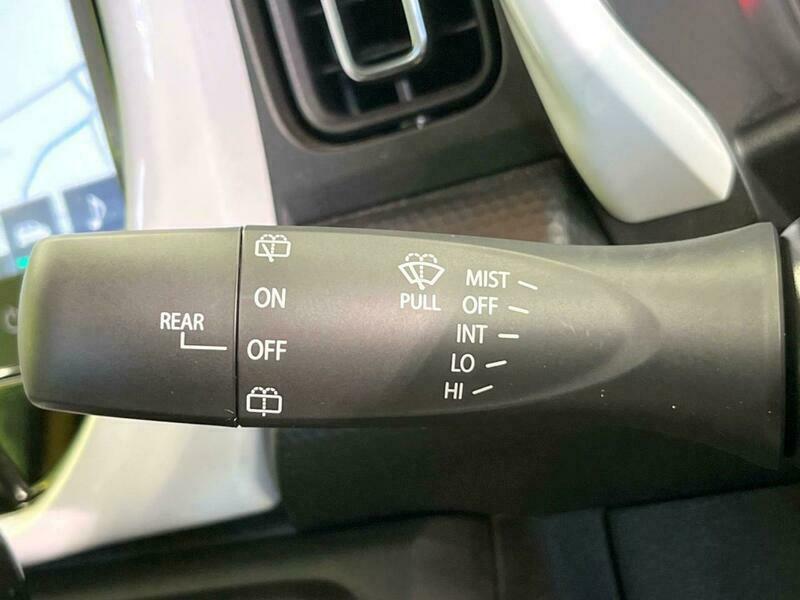 REAR
ON
OFF
PULL
MIST
OFF
INT
LO
HI